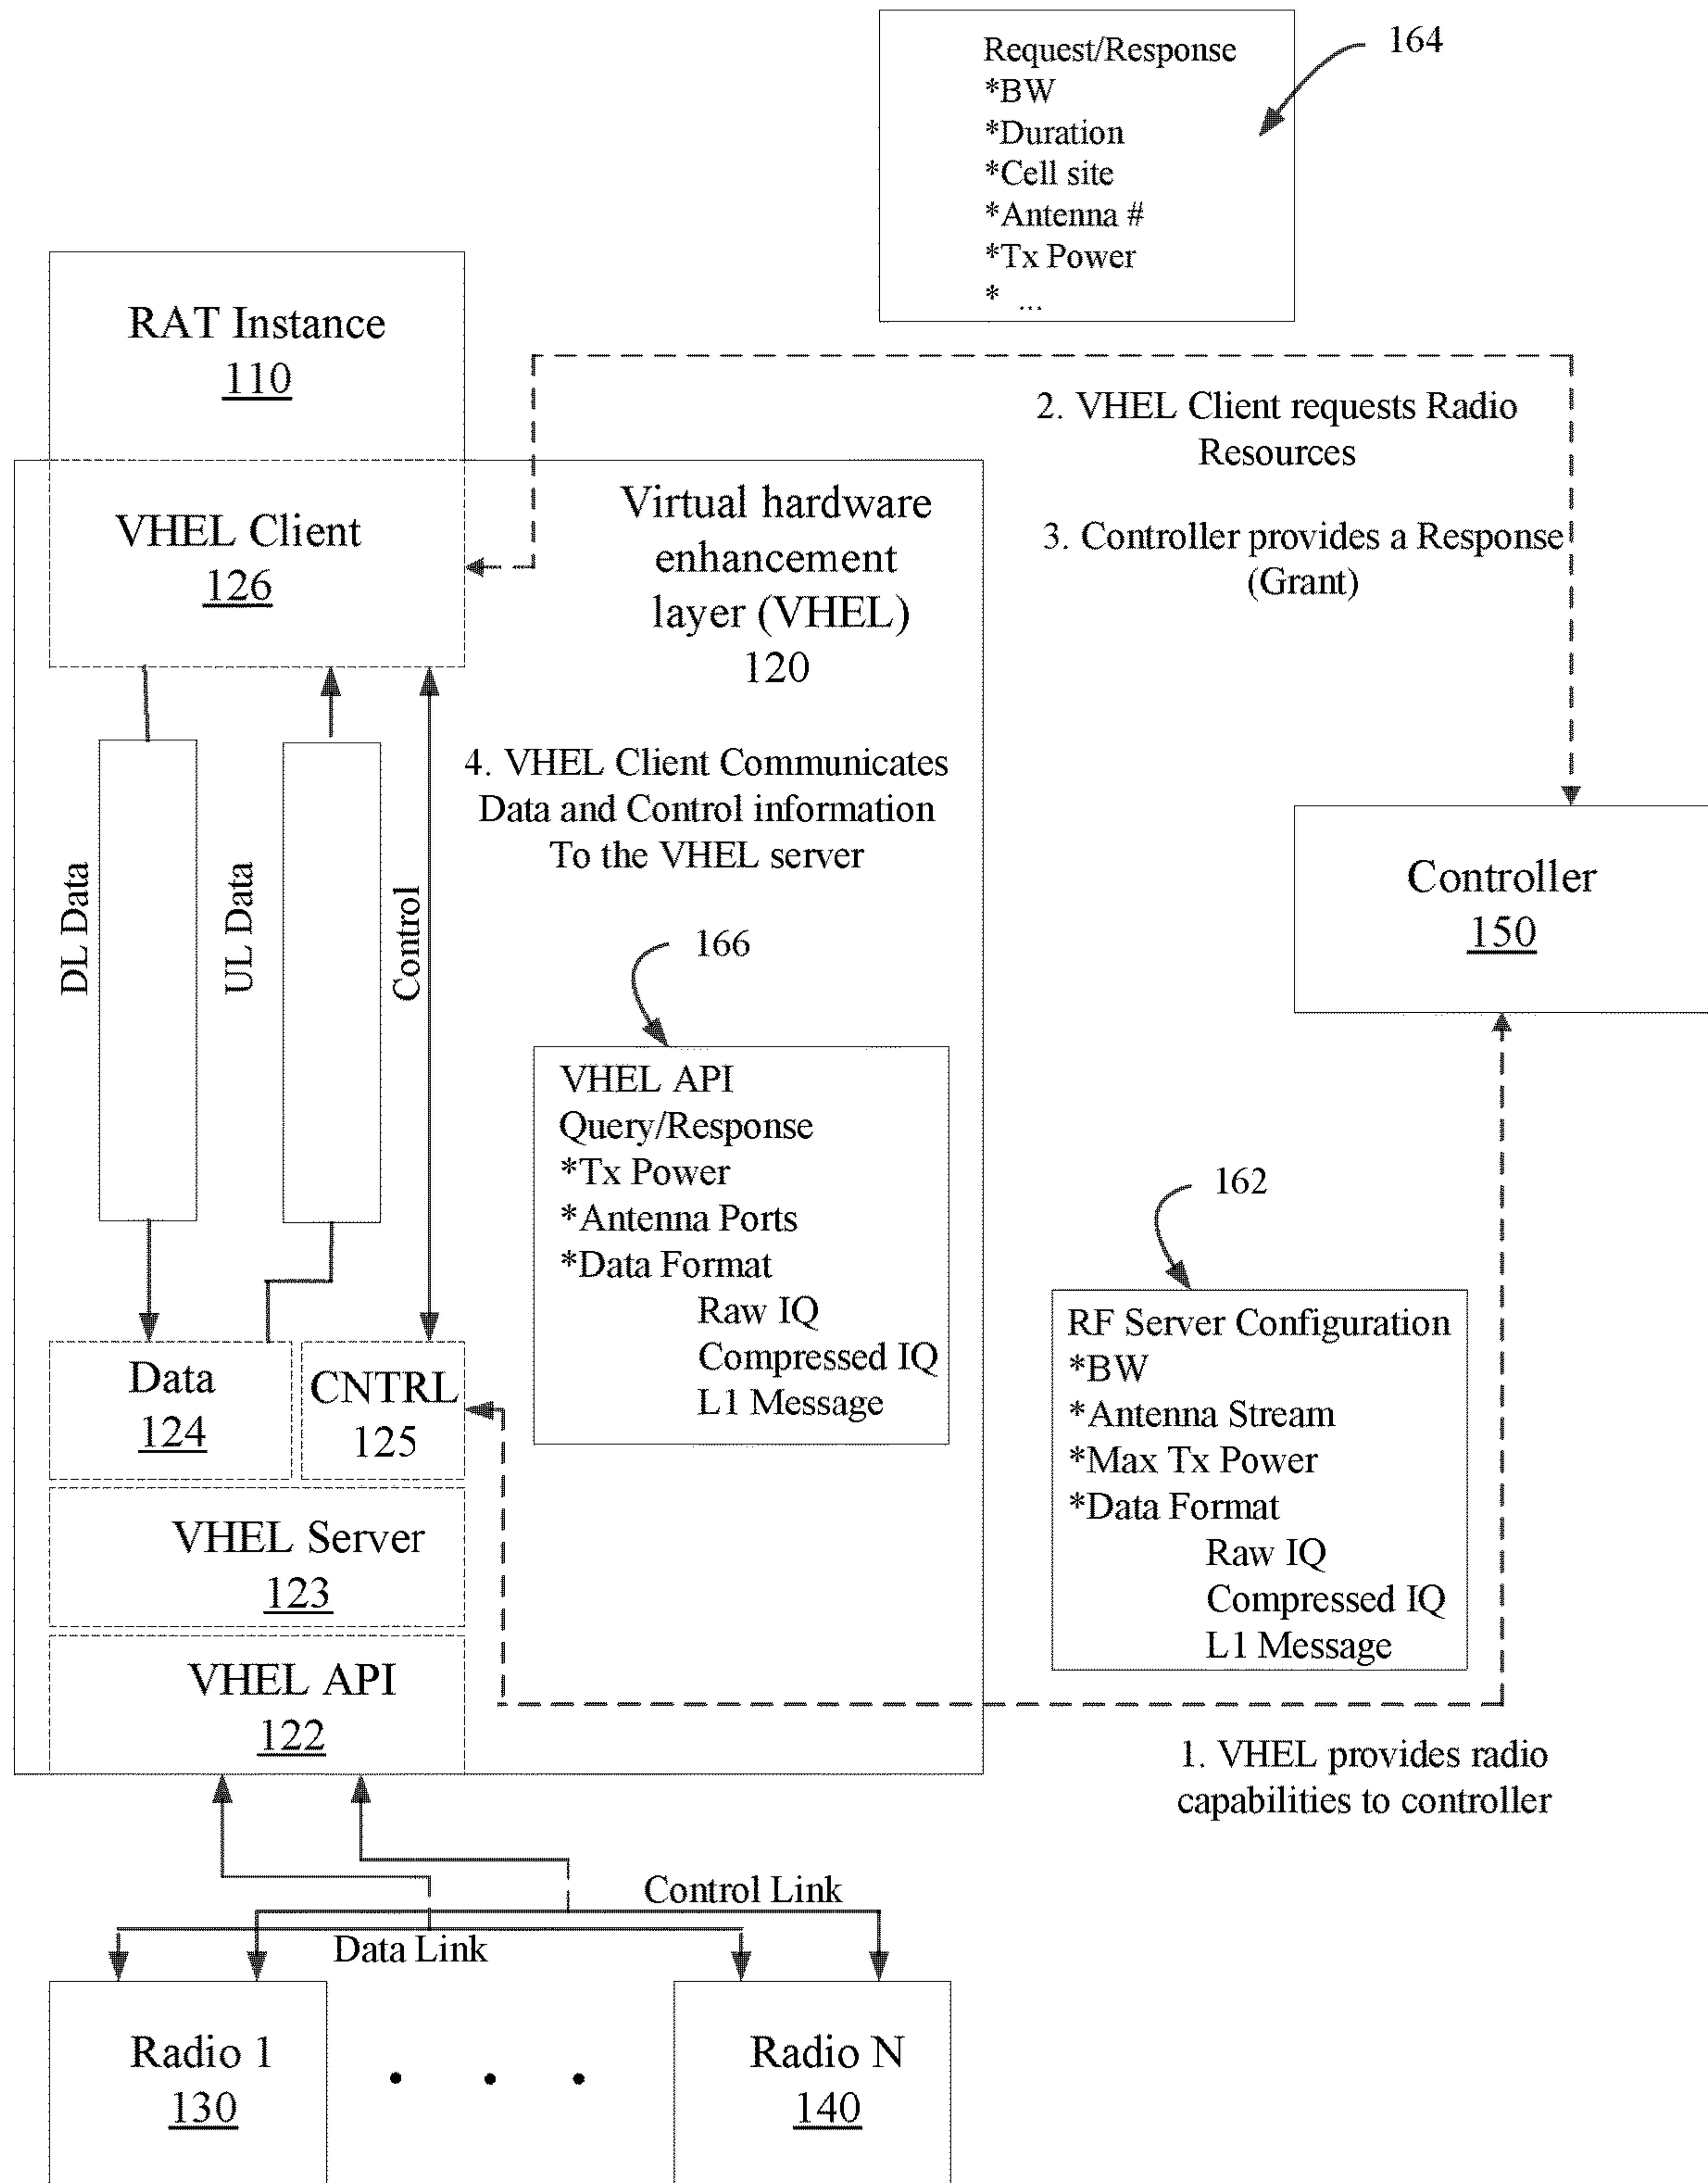 Request/Response
*BW
*Duration
*Cell site
*Antenna #
*Tx Power
* ...
164
RAT Instance
110
2. VHEL Client requests Radio
Resources
3. Controller provides a Response
(Grant)
VHEL Client
126
Virtual hardware
enhancement
layer (VHEL)
120
4. VHEL Client Communicates
Data and Control information
To the VHEL server
DL Data
UL Data
Control
Controller
150
166
VHEL API
Query/Response
*Tx Power
*Antenna Ports
*Data Format
Raw IQ
Compressed IQ
L1 Message
162
RF Server Configuration
*BW
*Antenna Stream
*Max Tx Power
*Data Format
Raw IQ
Compressed IQ
L1 Message
Data
124
CNTRL
125
VHEL Server
123
VHEL API
122
1. VHEL provides radio
capabilities to controller
Control Link
Data Link
Radio 1
130
Radio N
140